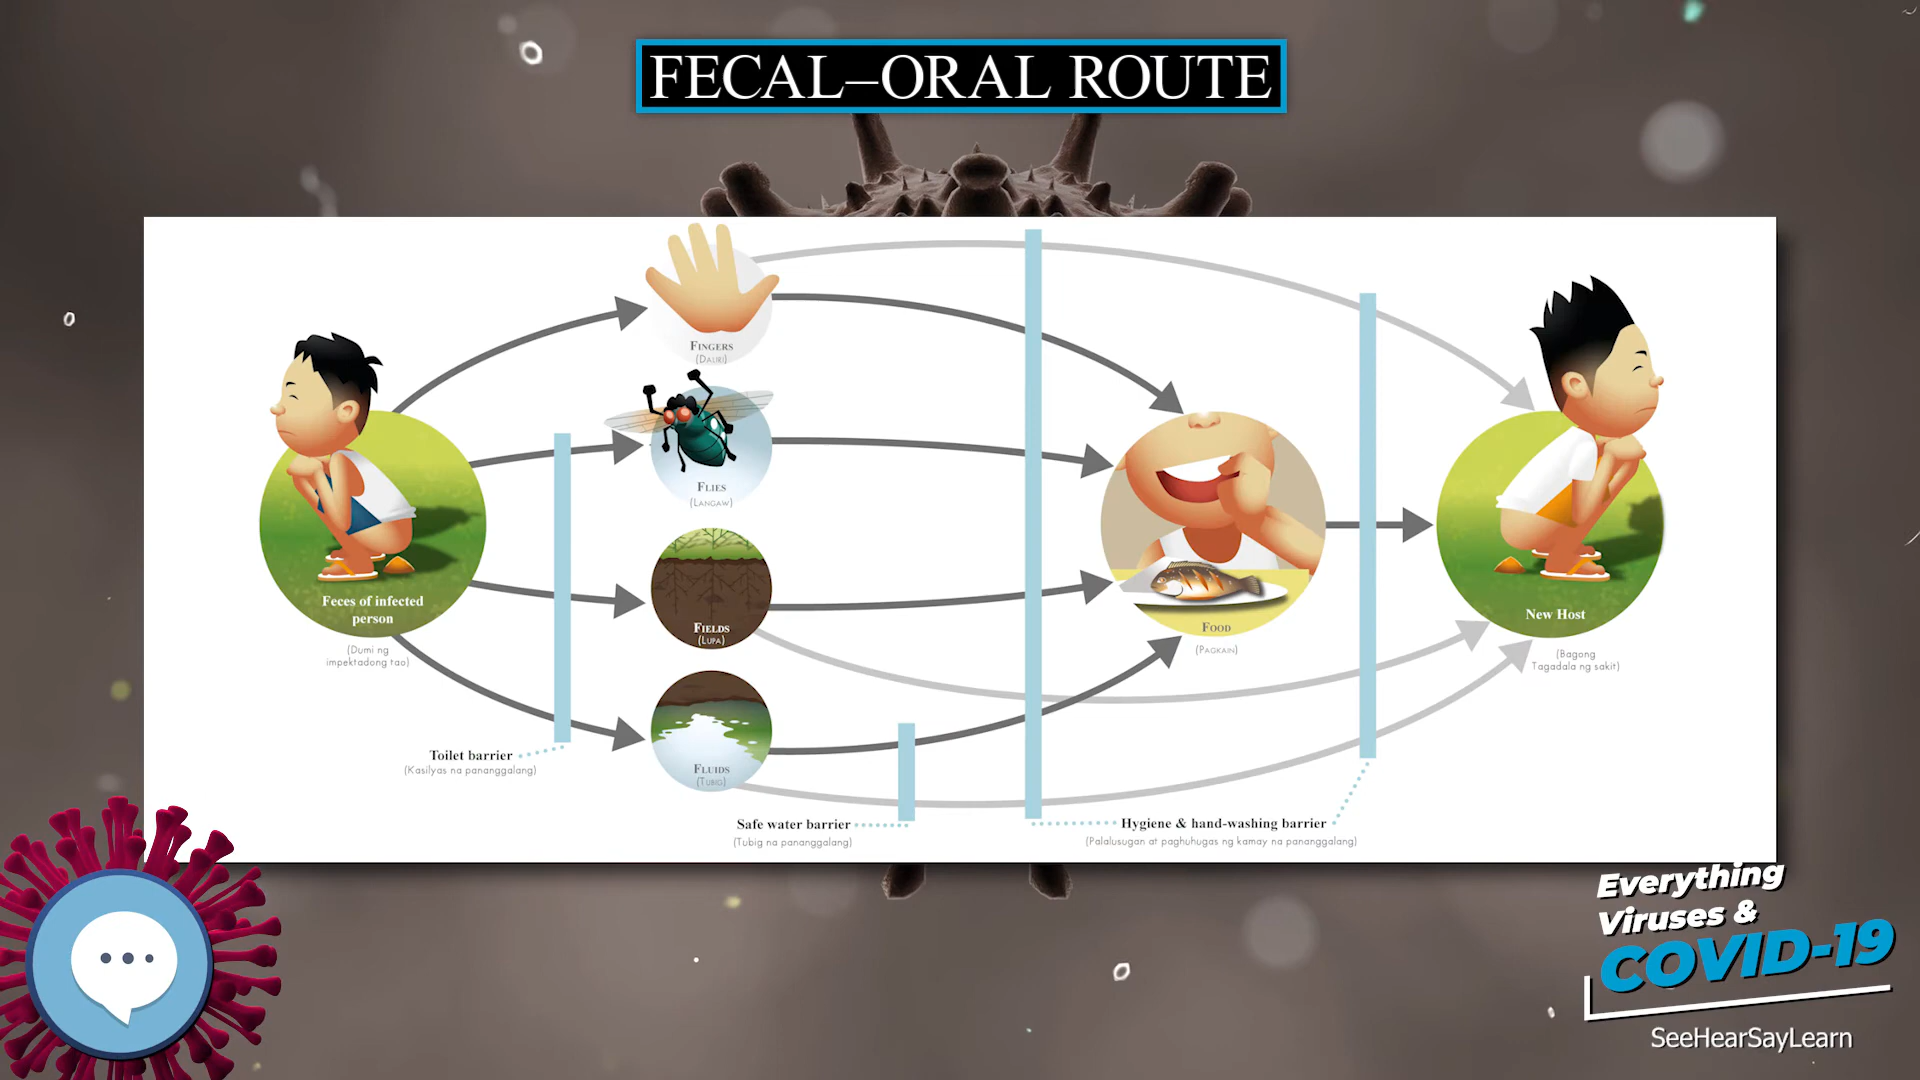 FECAL–ORAL ROUTE
FINGERS
(DALIRI)
FLIES
(LANGAW)
FIELDS
(LUPA)
FLUIDS
(TUBIG)
Feces of infected
person
(Dumi ng
impektadong tao)
FOOD
(PAGKAIN)
New Host
(Bagong
Tagadala ng sakit)
Toilet barrier
(Kasilyas na pananggalang)
Safe water barrier
(Tubig na pananggalang)
Hygiene & hand-washing barrier
(Palalusugan at paghuhugas ng kamay na pananggalang)
Everything
Viruses &
COVID-19
SeeHearSayLearn